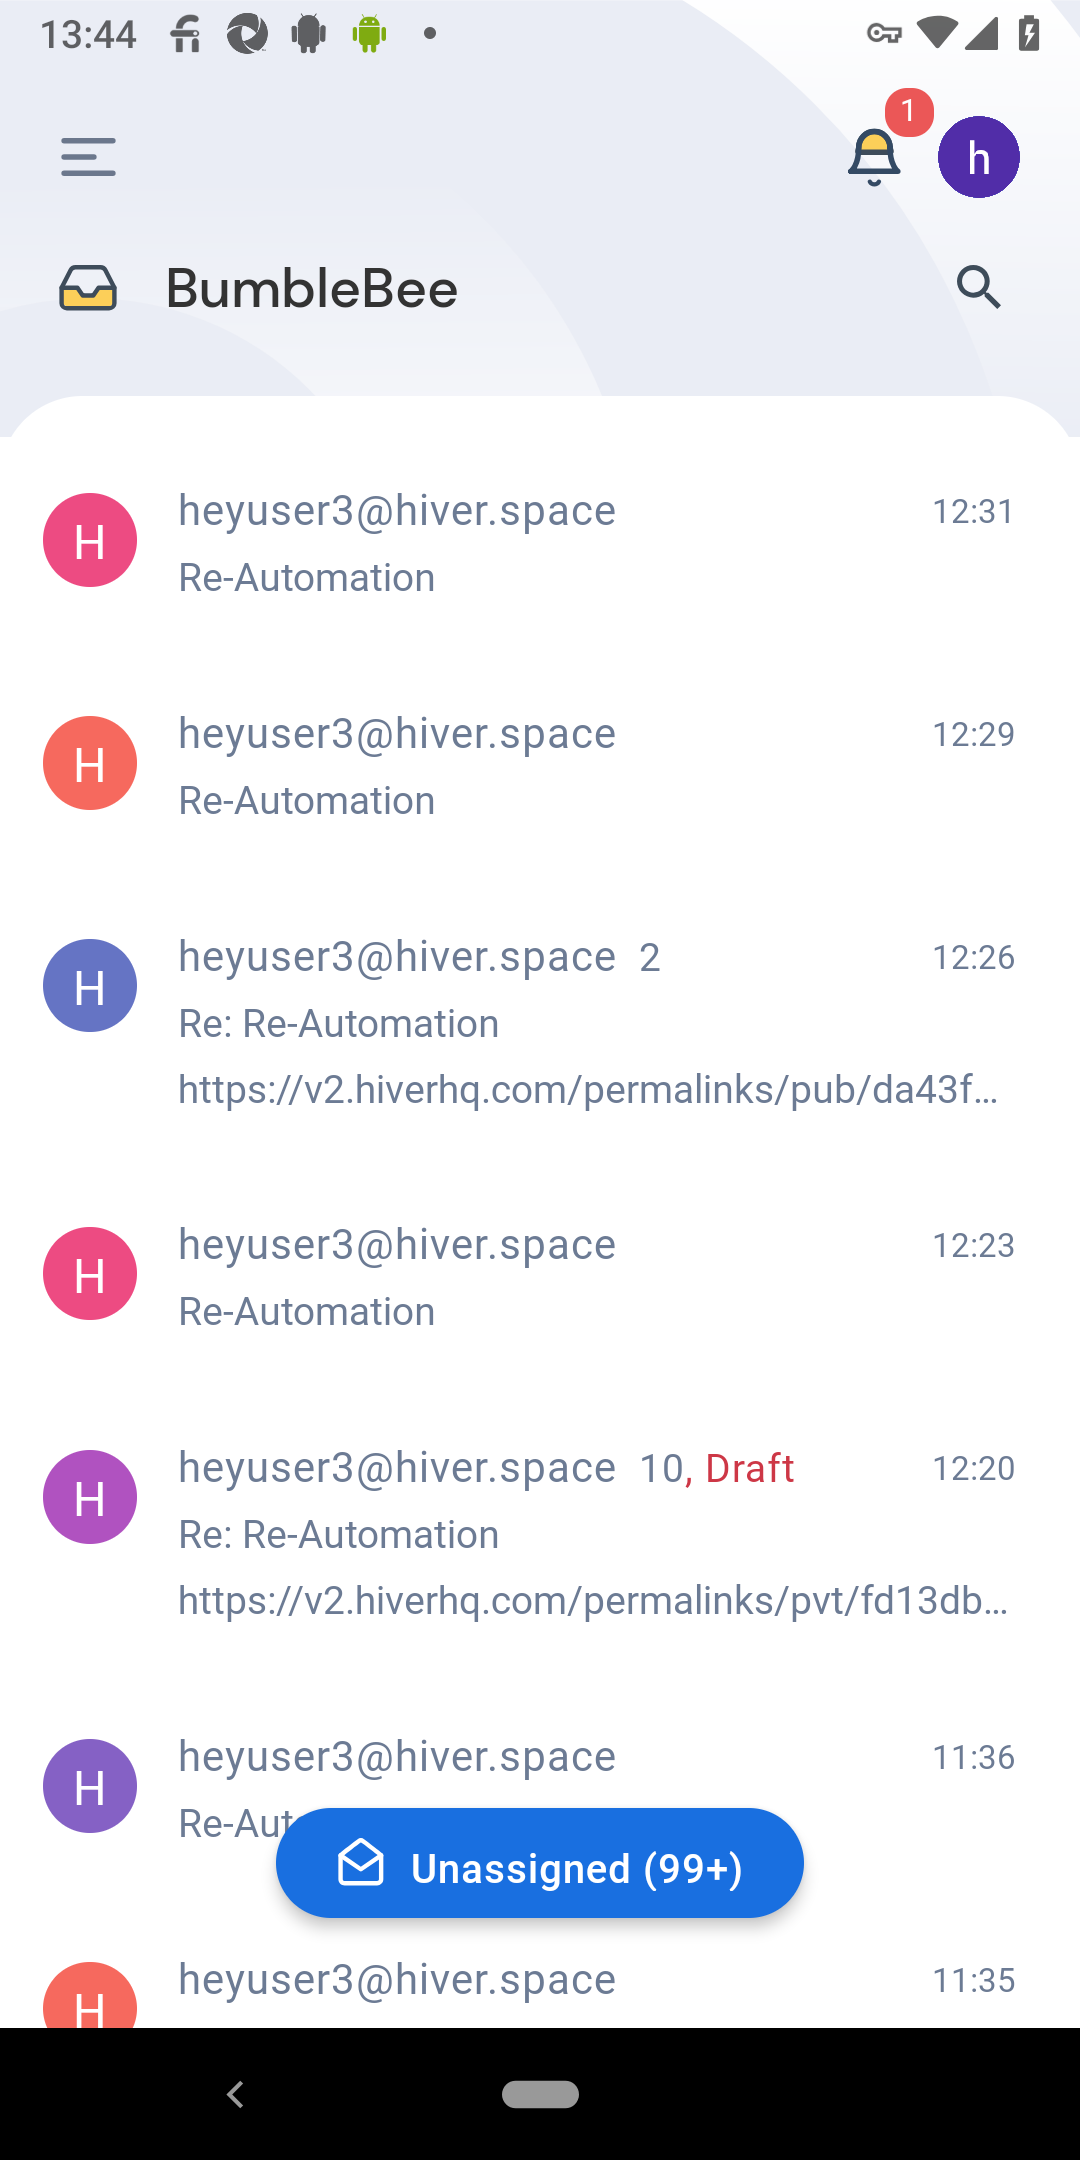 13:44
1
h
BumbleBee
H
heyuser3@hiver.space
12:31
Re-Automation
H
heyuser3@hiver.space
12:29
Re-Automation
H
heyuser3@hiver.space 2
12:26
Re: Re-Automation
https://v2.hiverhq.com/permalinks/pub/da43f...
H
heyuser3@hiver.space
12:23
Re-Automation
H
heyuser3@hiver.space 10, Draft
12:20
Re: Re-Automation
https://v2.hiverhq.com/permalinks/pvt/fd13db...
H
heyuser3@hiver.space
11:36
Re-Aut
Unassigned (99+)
H
heyuser3@hiver.space
11:35